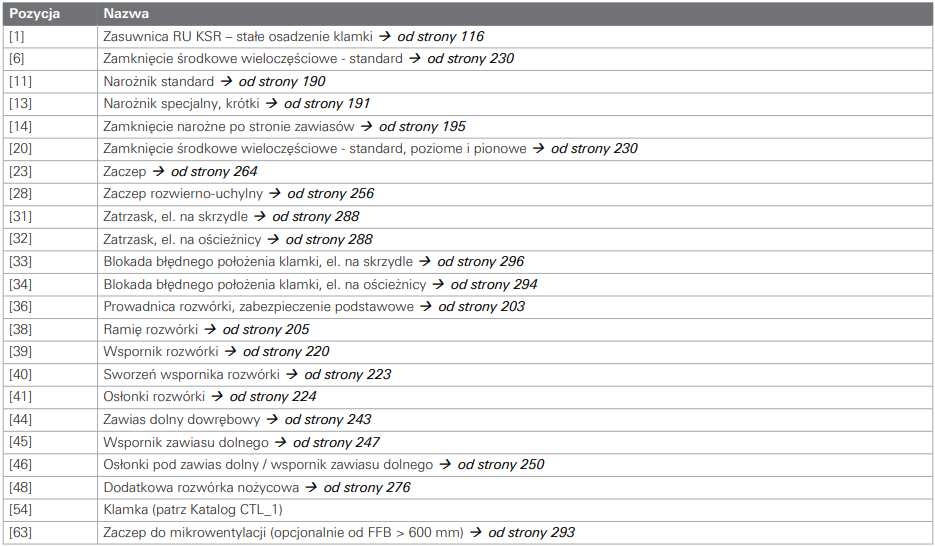 Pozycja Nazwa
[1] Zasuwnica RU KSR – stałe osadzenie klamki → od strony 116
[6] Zamknięcie środkowe wieloczęściowe - standard → od strony 230
[11] Narożnik standard → od strony 190
[13] Narożnik specjalny, krótki → od strony 191
[14] Zamknięcie narożne po stronie zawiasów → od strony 195
[20] Zamknięcie środkowe wieloczęściowe - standard, poziome i pionowe → od strony 230
[23] Zaczep → od strony 264
[28] Zaczep rozwierno-uchylny → od strony 256
[31] Zatrzask, el. na skrzydle → od strony 288
[32] Zatrzask, el. na ościeżnicy → od strony 288
[33] Blokada błędnego położenia klamki, el. na skrzydle → od strony 296
[34] Blokada błędnego położenia klamki, el. na ościeżnicy → od strony 294
[36] Prowadnica rozwórki, zabezpieczenie podstawowe → od strony 203
[38] Ramię rozwórki → od strony 205
[39] Wspornik rozwórki → od strony 220
[40] Sworzeń wspornika rozwórki → od strony 223
[41] Osłonki rozwórki → od strony 224
[44] Zawias dolny dowrębowy → od strony 243
[45] Wspornik zawiasu dolnego → od strony 247
[46] Osłonki pod zawias dolny / wspornik zawiasu dolnego → od strony 250
[48] Dodatkowa rozwórka nożycowa → od strony 276
[54] Klamka (patrz Katalog CTL_1)
[63] Zaczep do mikrowentylacji (opcjonalnie od FFB > 600 mm) → od strony 293